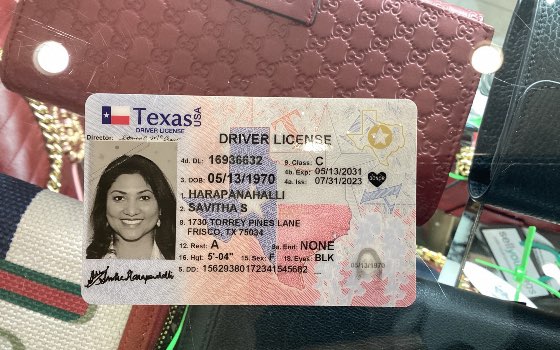 Texas USA
DRIVER LICENSE
Director:
DRIVER LICENSE
4d. DL: 16936632 9. Class: C
4b. Exp: 05/13/2031
3. DOB: 05/13/1970 4a. Iss: 07/31/2023
1. HARAPANAHALLI
2. SAVITHA S
8. 1730 TORREY PINES LANE
FRISCO, TX 75034
12. Rest: A 9a. End: NONE
16. Hgt: 5'-04" 15. Sex: F 18. Eyes: BLK
5. DD: 15629380172341545682
05/13/1970